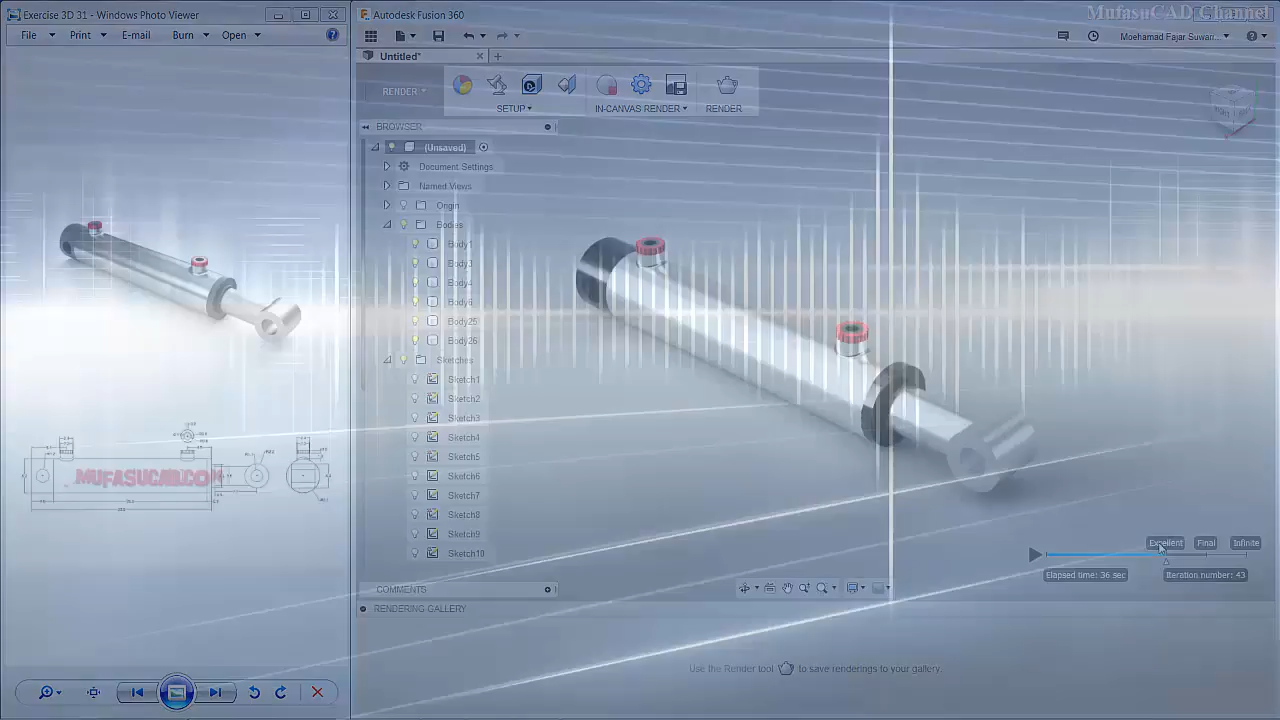 Exercise 3D 31 - Windows Photo Viewer
File Print E-mail Burn Open
MUFASUCAD.COM
Autodesk Fusion 360
MufasuCAD Channel
Moehamad Fajar Suwan...
Untitled*
RENDER
SETUP
IN-CANVAS RENDER
RENDER
BROWSER
(Unsaved)
Document Settings
Named Views
Origin
Bodies
Body1
Body3
Body4
Body6
Body25
Body26
Sketches
Sketch1
Sketch2
Sketch3
Sketch4
Sketch5
Sketch6
Sketch7
Sketch8
Sketch9
Sketch10
Excellent Final Infinite
Elapsed time: 36 sec Iteration number: 43
COMMENTS
RENDERING GALLERY
Use the Render tool to save renderings to your gallery.